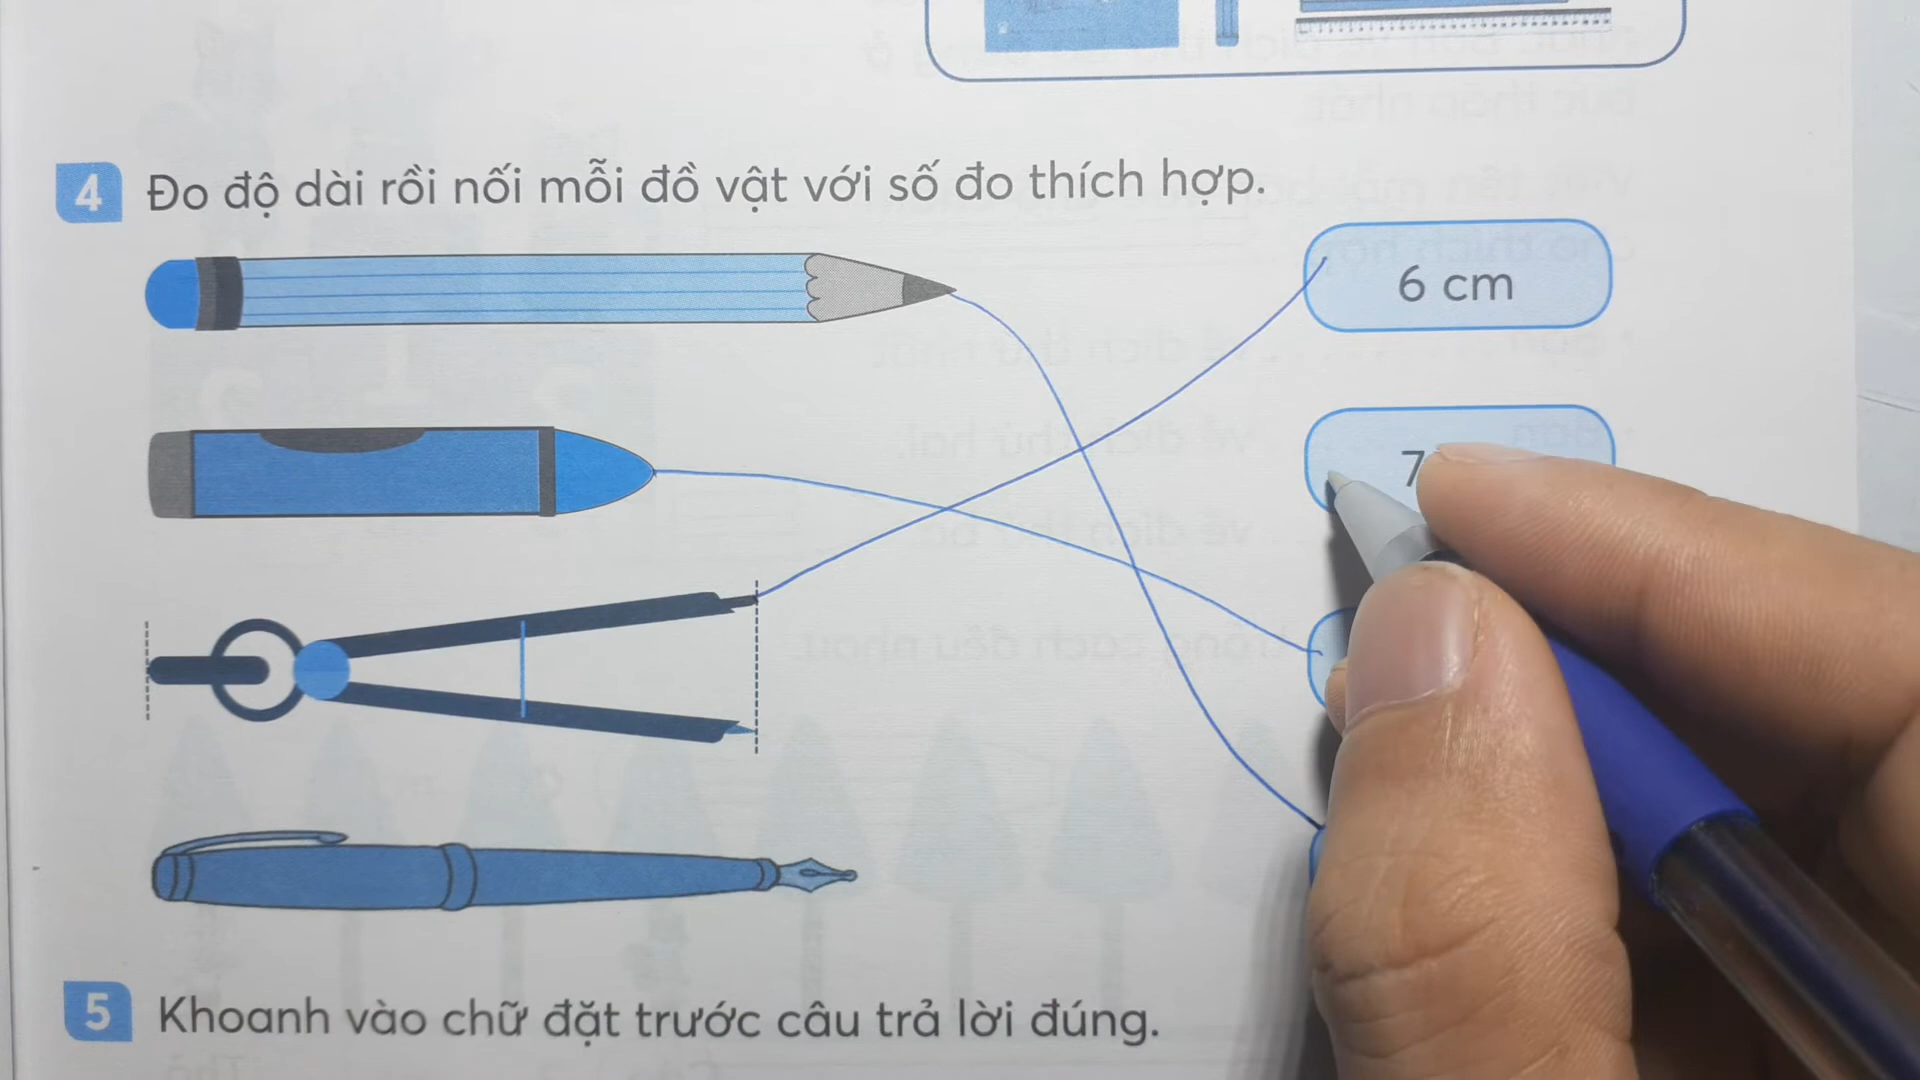 4 Đo độ dài rồi nối mỗi đồ vật với số đo thích hợp.
6 cm
7
5 Khoanh vào chữ đặt trước câu trả lời đúng.